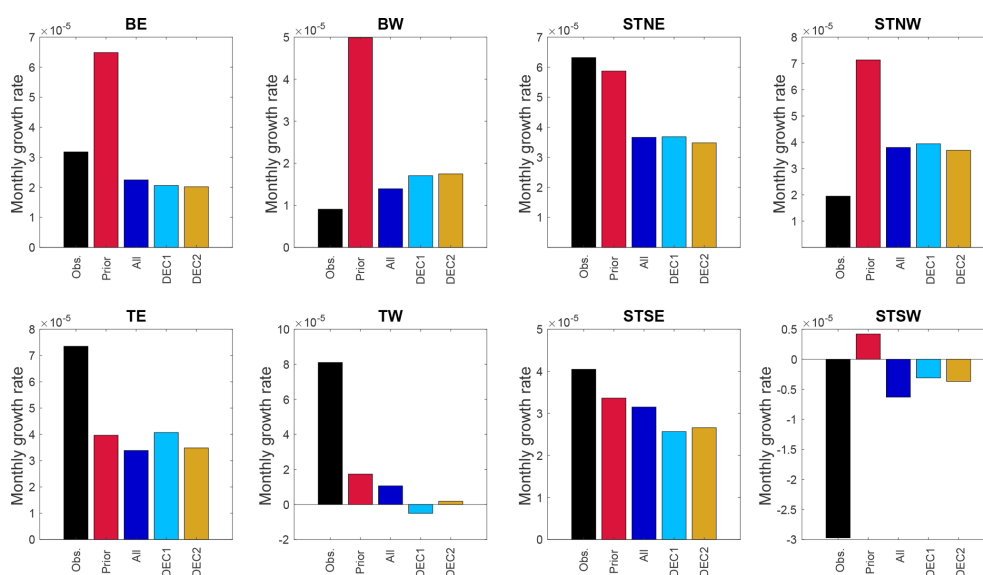 BE
×10⁻⁵
Monthly growth rate
7
6
5
4
3
2
1
0
Obs.
Prior
All
DEC1
DEC2
BW
×10⁻⁵
Monthly growth rate
5
4
3
2
1
0
Obs.
Prior
All
DEC1
DEC2
STNE
×10⁻⁵
Monthly growth rate
7
6
5
4
3
2
1
Obs.
Prior
All
DEC1
DEC2
STNW
×10⁻⁵
Monthly growth rate
8
7
6
5
4
3
2
1
Obs.
Prior
All
DEC1
DEC2
TE
×10⁻⁵
Monthly growth rate
8
7
6
5
4
3
2
1
0
Obs.
Prior
All
DEC1
DEC2
TW
×10⁻⁵
Monthly growth rate
10
8
6
4
2
0
-2
Obs.
Prior
All
DEC1
DEC2
STSE
×10⁻⁵
Monthly growth rate
5
4
3
2
1
0
Obs.
Prior
All
DEC1
DEC2
STSW
×10⁻⁵
Monthly growth rate
0.5
0
-0.5
-1
-1.5
-2
-2.5
-3
Obs.
Prior
All
DEC1
DEC2